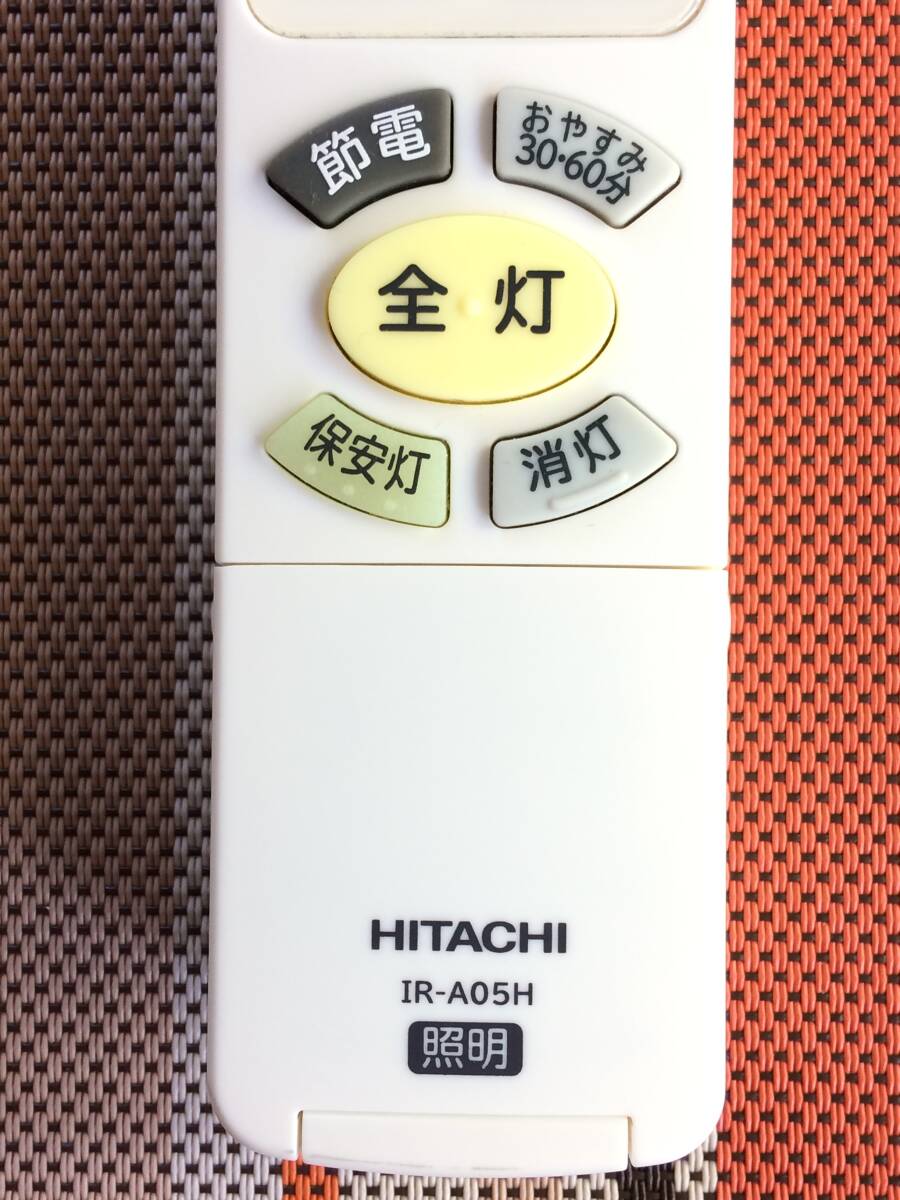 節電
おやすみ
30・60分
全灯
保安灯
消灯
HITACHI
IR-A05H
照明